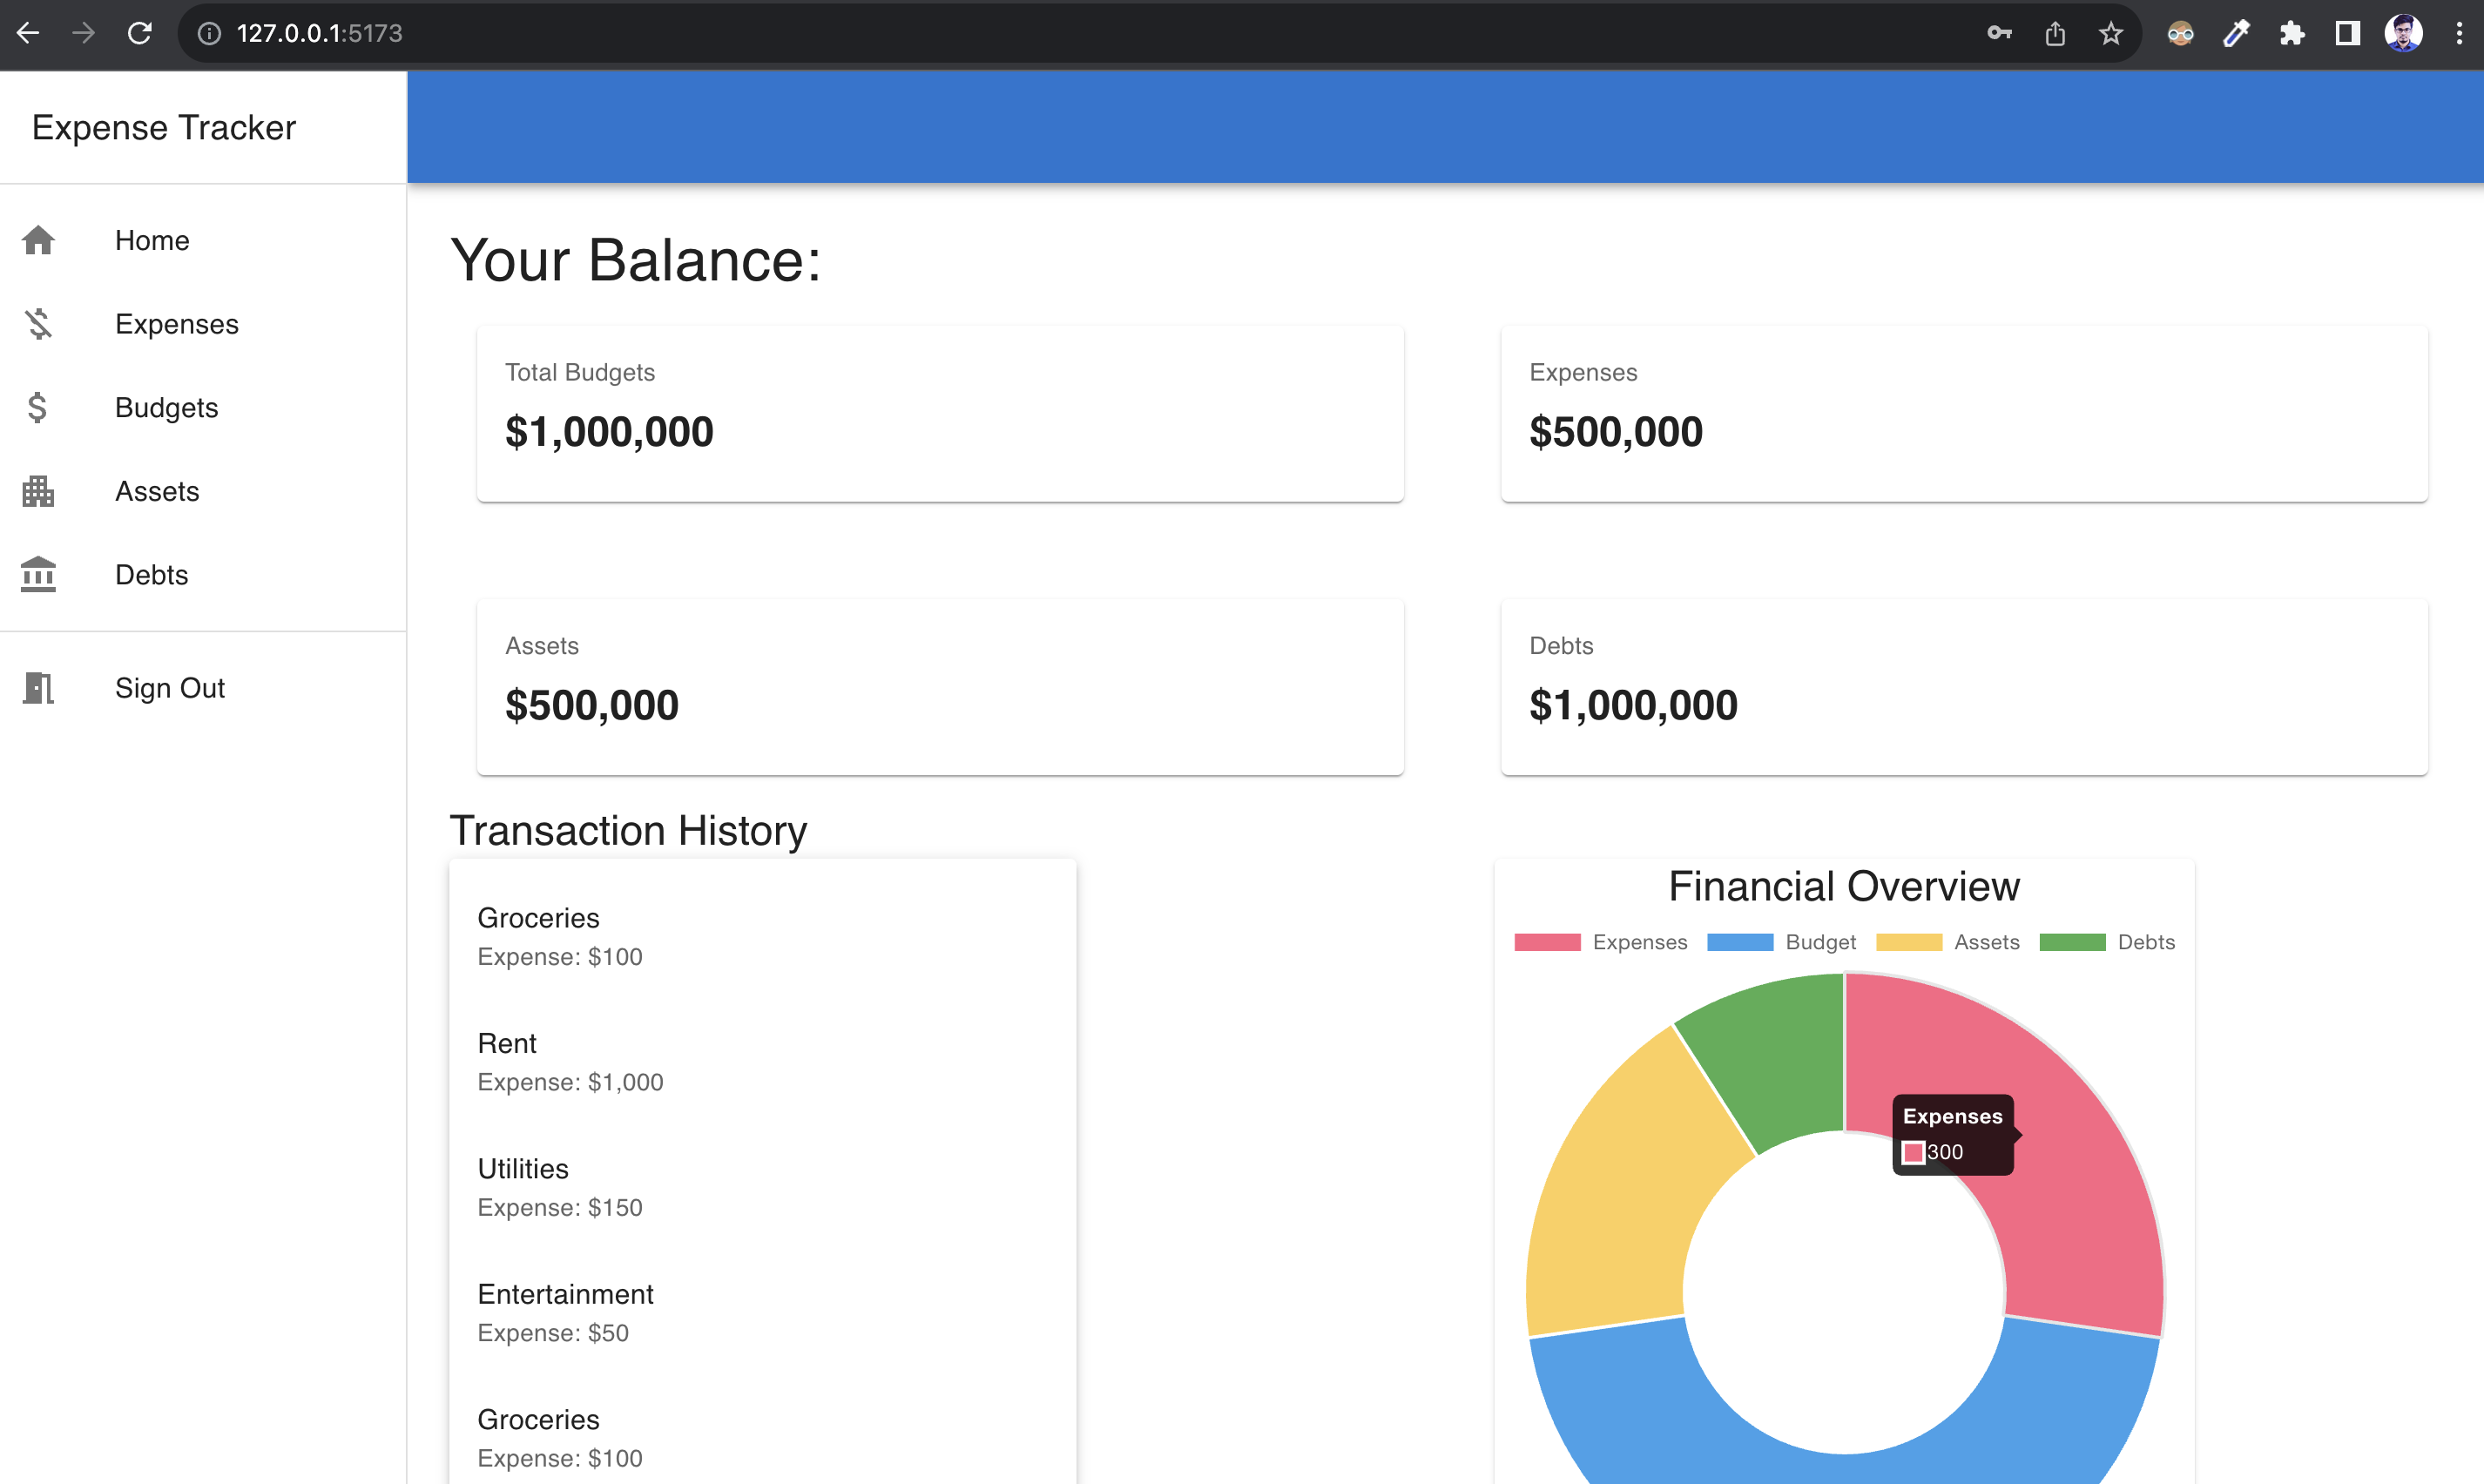 127.0.0.1:5173
Expense Tracker
Home
Expenses
Budgets
Assets
Debts
Sign Out
Your Balance:
Total Budgets
$1,000,000
Expenses
$500,000
Assets
$500,000
Debts
$1,000,000
Transaction History
Groceries
Expense: $100
Rent
Expense: $1,000
Utilities
Expense: $150
Entertainment
Expense: $50
Groceries
Expense: $100
Financial Overview
Expenses Budget Assets Debts
Expenses
300